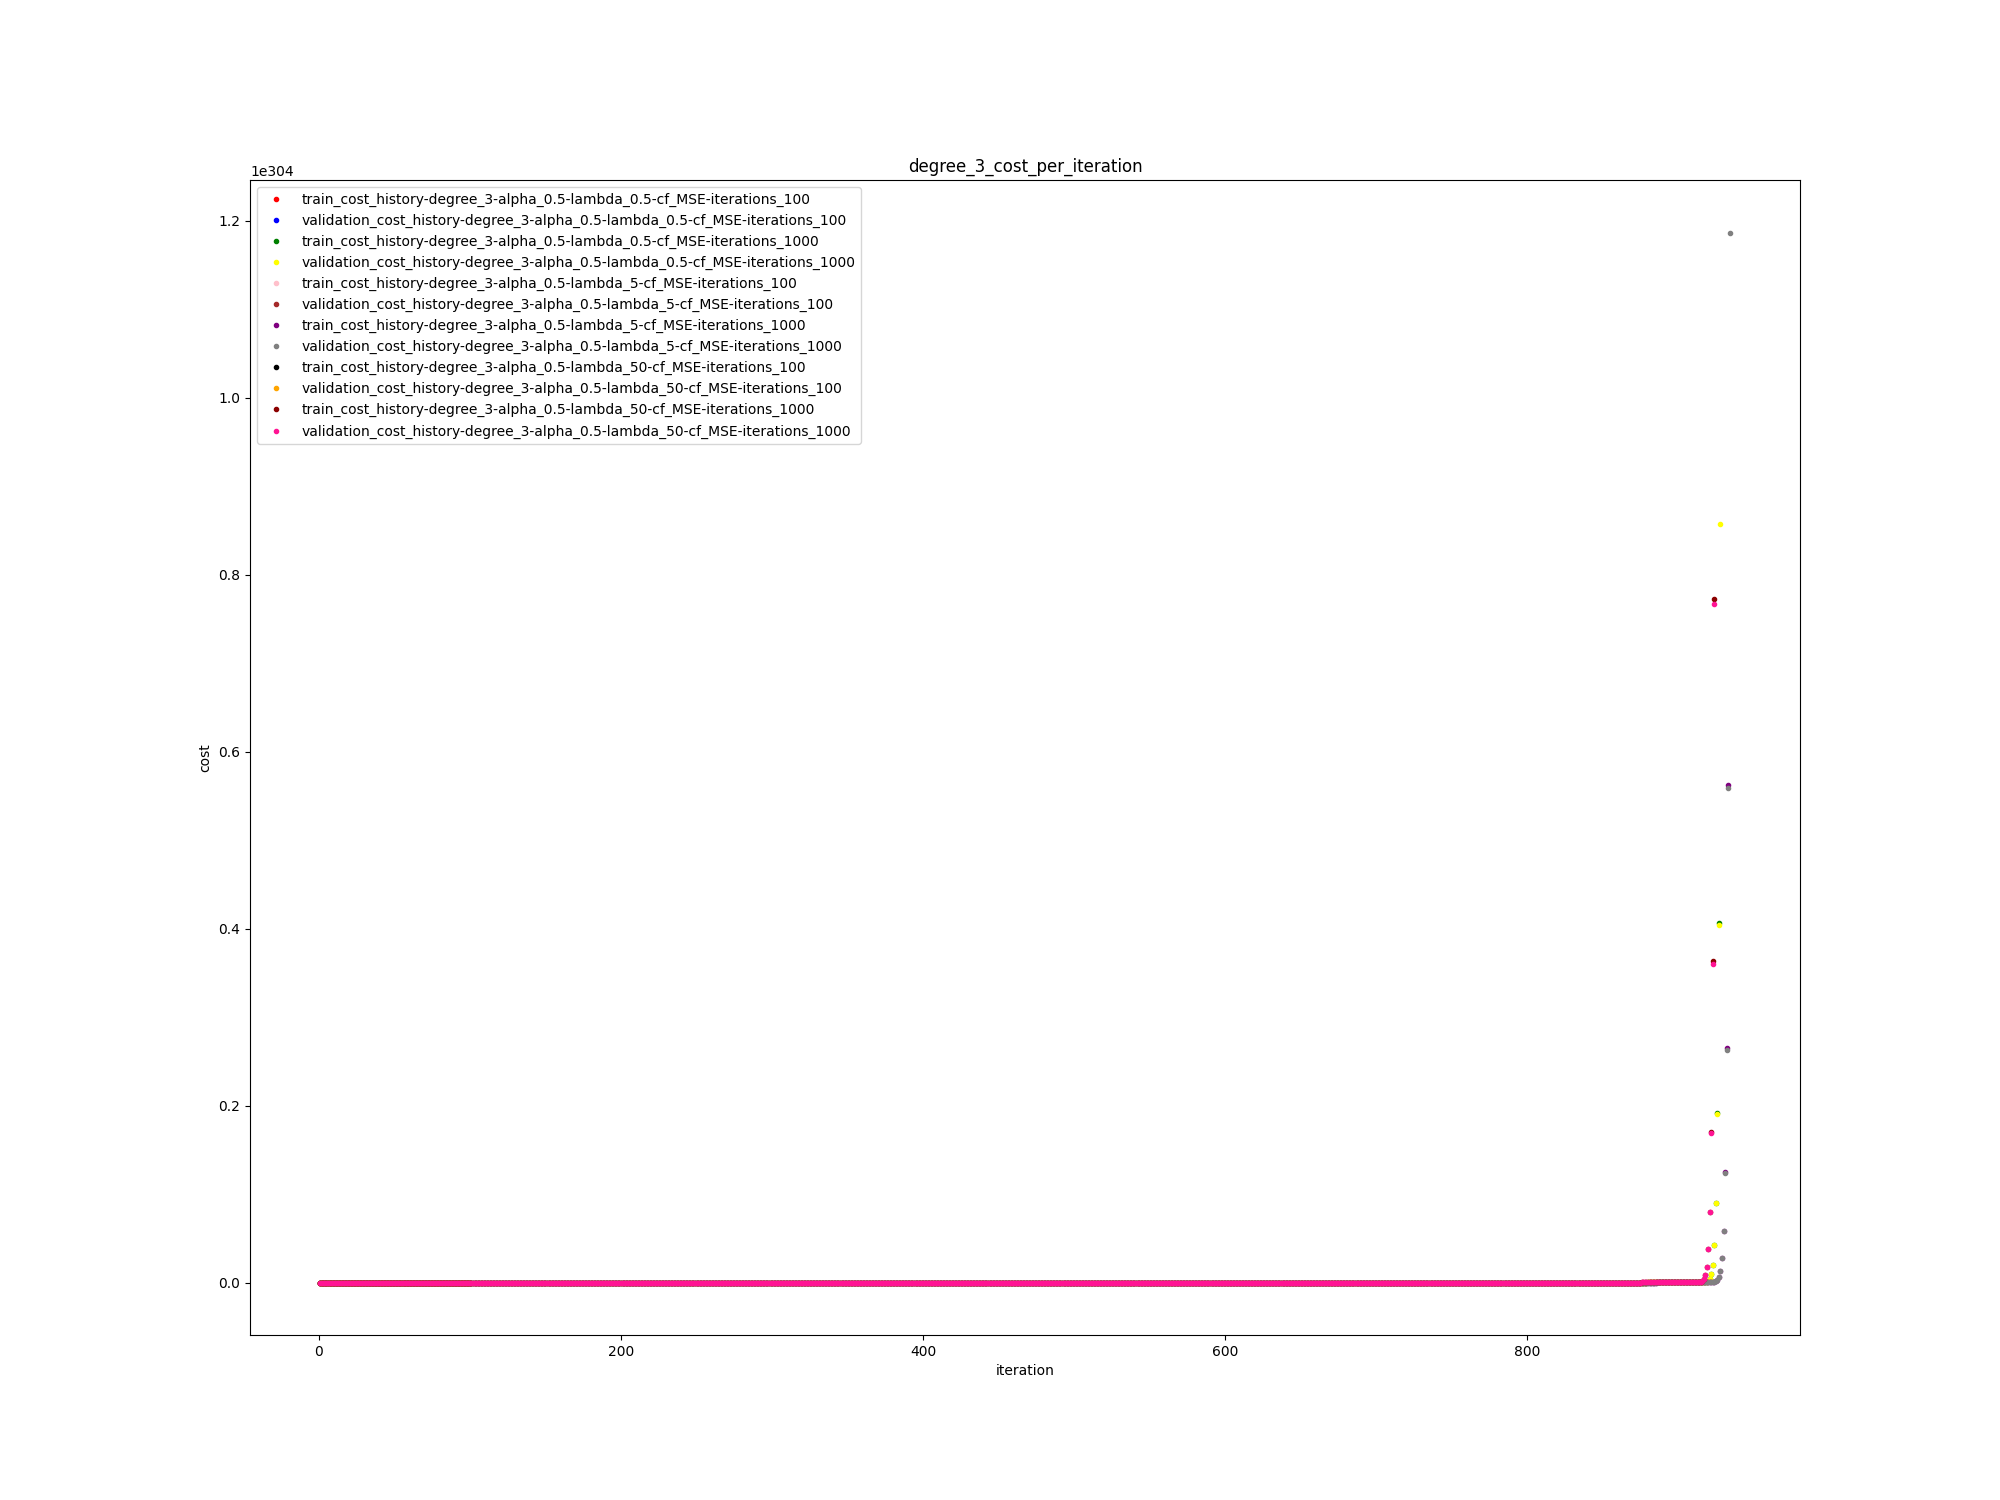 degree_3_cost_per_iteration
1e304
train_cost_history-degree_3-alpha_0.5-lambda_0.5-cf_MSE-iterations_100
validation_cost_history-degree_3-alpha_0.5-lambda_0.5-cf_MSE-iterations_100
train_cost_history-degree_3-alpha_0.5-lambda_0.5-cf_MSE-iterations_1000
validation_cost_history-degree_3-alpha_0.5-lambda_0.5-cf_MSE-iterations_1000
train_cost_history-degree_3-alpha_0.5-lambda_5-cf_MSE-iterations_100
validation_cost_history-degree_3-alpha_0.5-lambda_5-cf_MSE-iterations_100
train_cost_history-degree_3-alpha_0.5-lambda_5-cf_MSE-iterations_1000
validation_cost_history-degree_3-alpha_0.5-lambda_5-cf_MSE-iterations_1000
train_cost_history-degree_3-alpha_0.5-lambda_50-cf_MSE-iterations_100
validation_cost_history-degree_3-alpha_0.5-lambda_50-cf_MSE-iterations_100
train_cost_history-degree_3-alpha_0.5-lambda_50-cf_MSE-iterations_1000
validation_cost_history-degree_3-alpha_0.5-lambda_50-cf_MSE-iterations_1000
1.2
1.0
0.8
0.6
0.4
0.2
0.0
cost
0 200 400 600 800
iteration